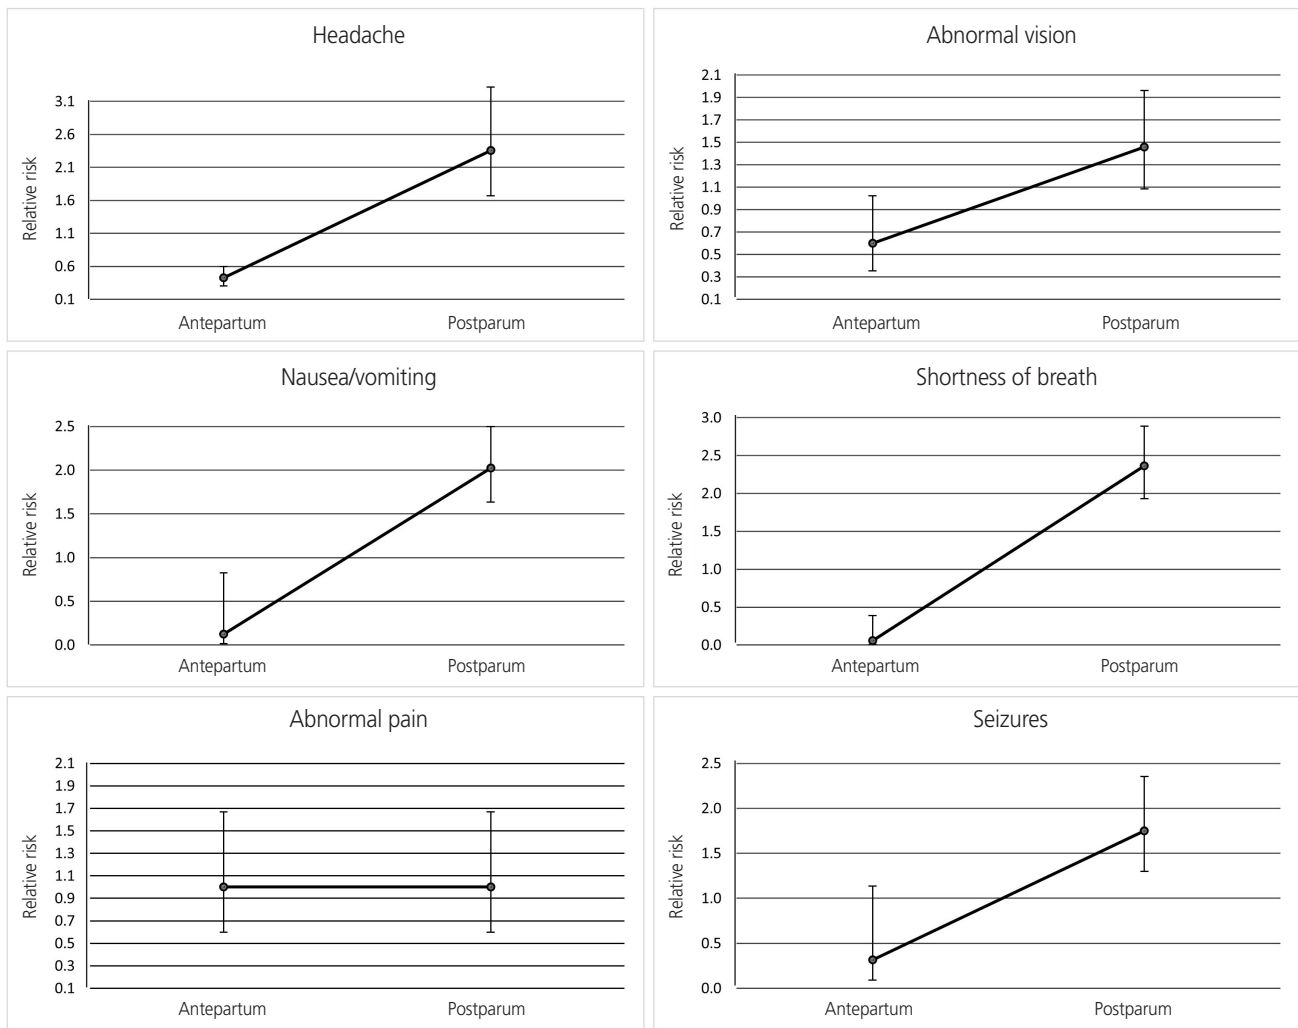 Headache
Relative risk
3.1
2.6
2.1
1.6
1.1
0.6
0.1
Antepartum Postparum
Abnormal vision
Relative risk
2.1
1.9
1.7
1.5
1.3
1.1
0.9
0.7
0.5
0.3
0.1
Antepartum Postparum
Nausea/vomiting
Relative risk
2.5
2.0
1.5
1.0
0.5
0.0
Antepartum Postparum
Shortness of breath
Relative risk
3.0
2.5
2.0
1.5
1.0
0.5
0.0
Antepartum Postparum
Abnormal pain
Relative risk
2.1
1.9
1.7
1.5
1.3
1.1
0.9
0.7
0.5
0.3
0.1
Antepartum Postparum
Seizures
Relative risk
2.5
2.0
1.5
1.0
0.5
0.0
Antepartum Postparum